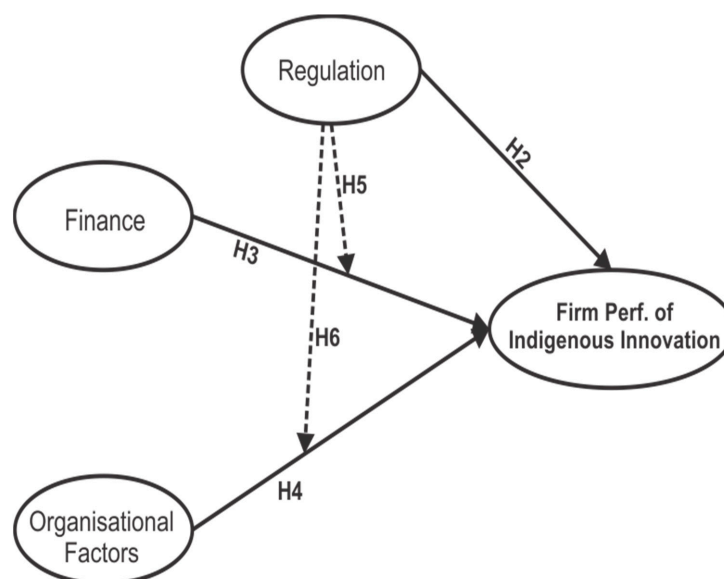 Regulation
H2
H5
Finance
H3
Firm Perf. of
Indigenous Innovation
H6
H4
Organisational
Factors